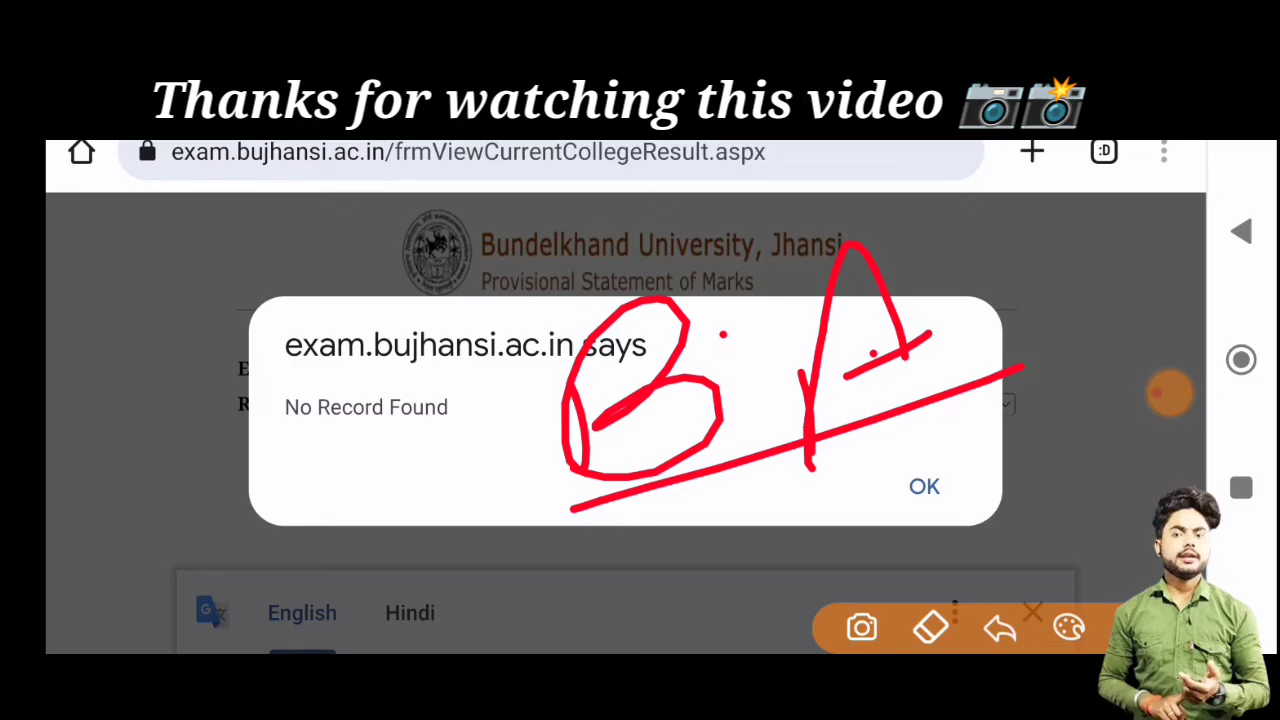 Thanks for watching this video 📷📸
exam.bujhansi.ac.in/frmViewCurrentCollegeResult.aspx
:D
Bundelkhand University, Jhansi
Provisional Statement of Marks
exam.bujhansi.ac.in says
No Record Found
B.A.
OK
E
R
English Hindi